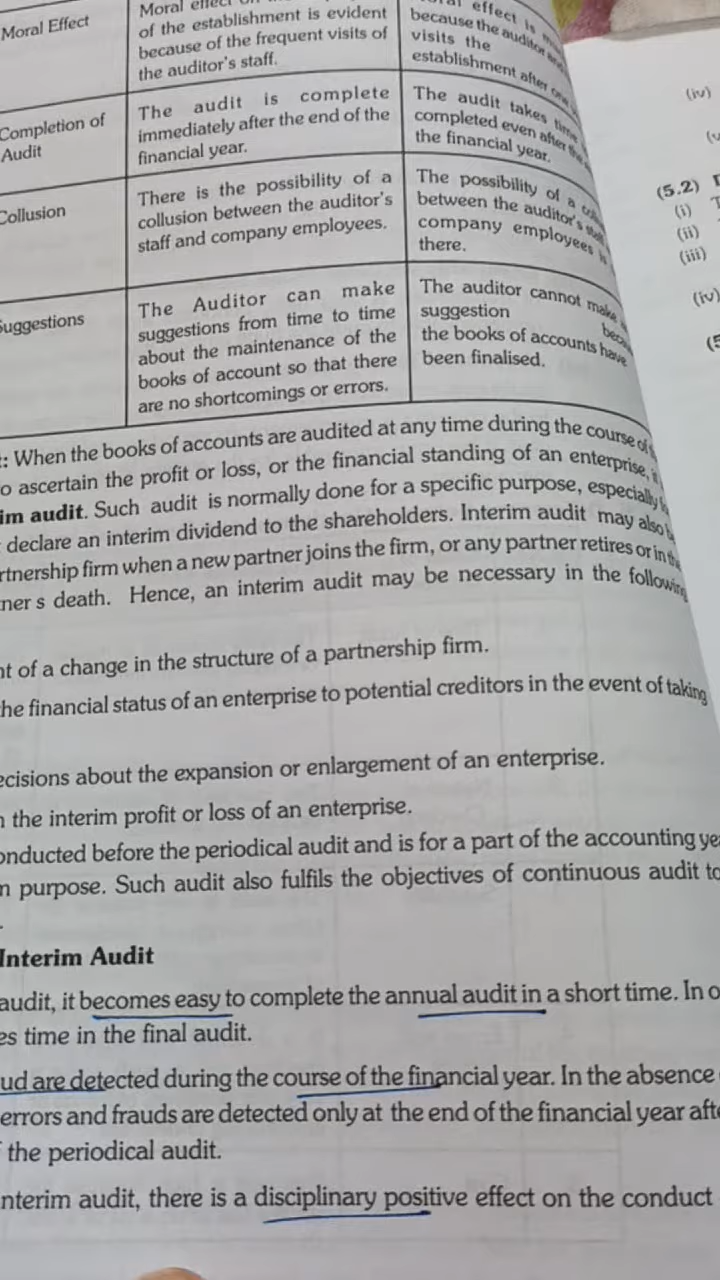 Moral Effect
Moral effect
of the establishment is evident
because of the frequent visits of
the auditor's staff.
effect is
because the auditor
visits the
establishment after
Completion of
Audit
The audit is complete
immediately after the end of the
financial year.
The audit takes time
completed even after
the financial year.
Collusion
There is the possibility of a
collusion between the auditor's
staff and company employees.
The possibility of a
between the auditor's
company employees is
there.
Suggestions
The Auditor can make
suggestions from time to time
about the maintenance of the
books of account so that there
are no shortcomings or errors.
The auditor cannot make
suggestion
the books of accounts have
been finalised.
: When the books of accounts are audited at any time during the course of
o ascertain the profit or loss, or the financial standing of an enterprise,
im audit. Such audit is normally done for a specific purpose, especially
declare an interim dividend to the shareholders. Interim audit may also
rtnership firm when a new partner joins the firm, or any partner retires or in
ner s death. Hence, an interim audit may be necessary in the following
nt of a change in the structure of a partnership firm.
he financial status of an enterprise to potential creditors in the event of taking
ecisions about the expansion or enlargement of an enterprise.
the interim profit or loss of an enterprise.
onducted before the periodical audit and is for a part of the accounting
n purpose. Such audit also fulfils the objectives of continuous audit
Interim Audit
audit, it becomes easy to complete the annual audit in a short time. In
es time in the final audit.
ud are detected during the course of the financial year. In the absence
errors and frauds are detected only at the end of the financial year
the periodical audit.
nterim audit, there is a disciplinary positive effect on the conduct
(iv)
(5.2)
(i)
(ii)
(iii)
(iv)